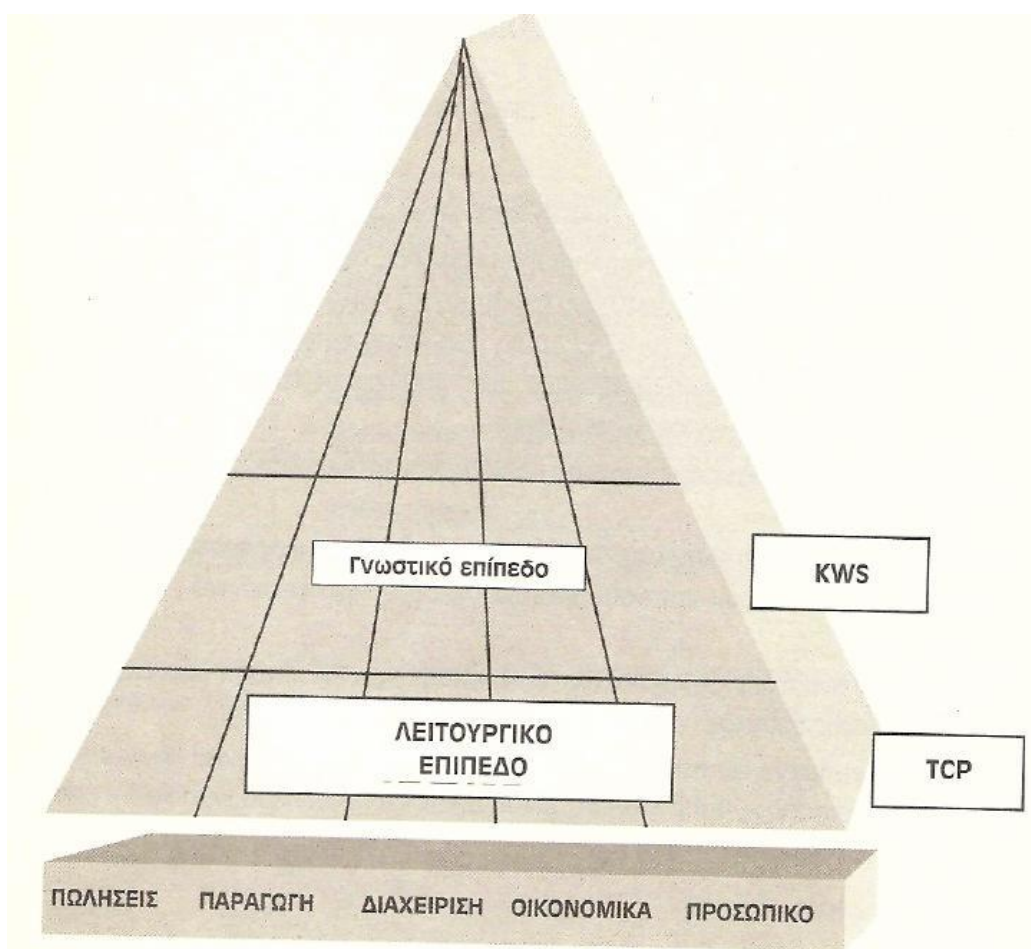 Γνωστικό επίπεδο
KWS
ΛΕΙΤΟΥΡΓΙΚΟ
ΕΠΙΠΕΔΟ
TCP
ΠΩΛΗΣΕΙΣ ΠΑΡΑΓΩΓΗ ΔΙΑΧΕΙΡΙΣΗ ΟΙΚΟΝΟΜΙΚΑ ΠΡΟΣΩΠΙΚΟ